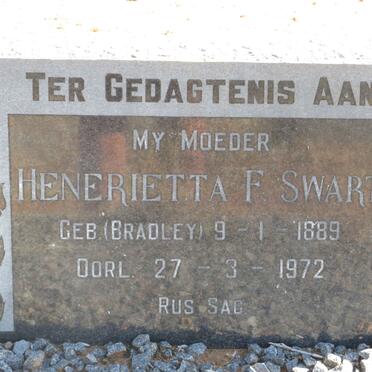 TER GEDAGTENIS AAN
MY MOEDER
HENERIETTA F. SWART
GEB. (BRADLEY) 9 - 1 - 1889
OORL. 27 - 3 - 1972
RUS SAG